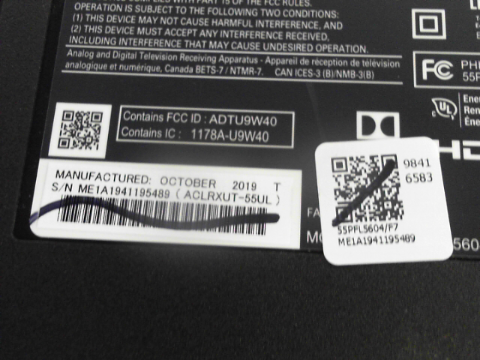 OPERATION IS SUBJECT TO THE FOLLOWING TWO CONDITIONS:
(1) THIS DEVICE MAY NOT CAUSE HARMFUL INTERFERENCE, AND
(2) THIS DEVICE MUST ACCEPT ANY INTERFERENCE RECEIVED,
INCLUDING INTERFERENCE THAT MAY CAUSE UNDESIRED OPERATION.
Analog and Digital Television Receiving Apparatus - Appareil de réception de télévision
analogique et numérique, Canada BETS-7 / NTMR-7. CAN ICES-3 (B)/NMB-3(B)
FC
55P
UL
Contains FCC ID : ADTU9W40
Contains IC : 1178A-U9W40
MANUFACTURED: OCTOBER 2019 T
S/N ME1A1941195489 ( ACLRXUT-55UL )
9841
6583
55PFL5604/F7
ME1A1941195489